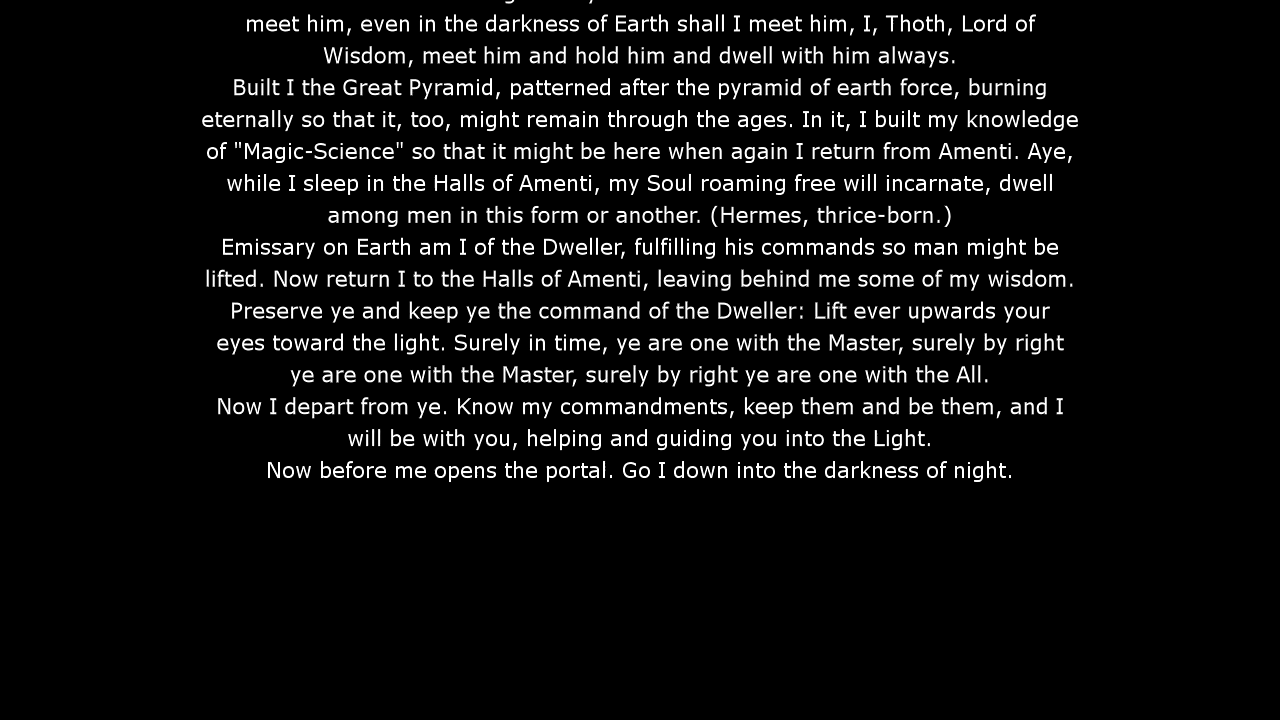 meet him, even in the darkness of Earth shall I meet him, I, Thoth, Lord of
Wisdom, meet him and hold him and dwell with him always.
Built I the Great Pyramid, patterned after the pyramid of earth force, burning
eternally so that it, too, might remain through the ages. In it, I built my knowledge
of "Magic-Science" so that it might be here when again I return from Amenti. Aye,
while I sleep in the Halls of Amenti, my Soul roaming free will incarnate, dwell
among men in this form or another. (Hermes, thrice-born.)
Emissary on Earth am I of the Dweller, fulfilling his commands so man might be
lifted. Now return I to the Halls of Amenti, leaving behind me some of my wisdom.
Preserve ye and keep ye the command of the Dweller: Lift ever upwards your
eyes toward the light. Surely in time, ye are one with the Master, surely by right
ye are one with the Master, surely by right ye are one with the All.
Now I depart from ye. Know my commandments, keep them and be them, and I
will be with you, helping and guiding you into the Light.
Now before me opens the portal. Go I down into the darkness of night.